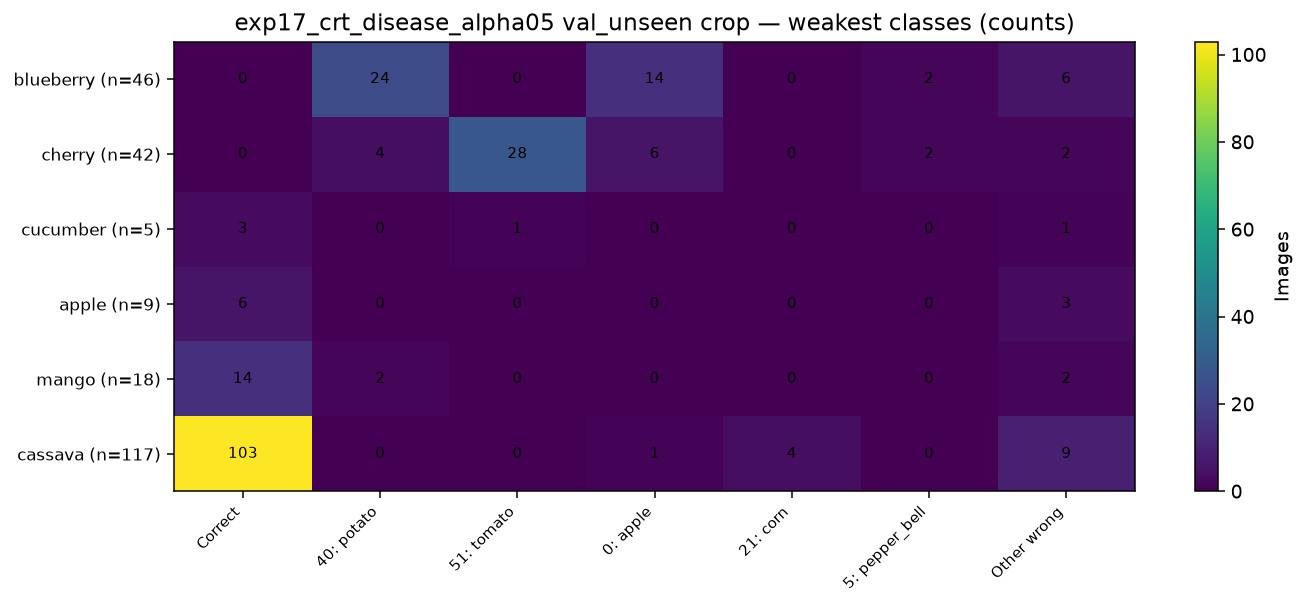 exp17_crt_disease_alpha05 val_unseen crop — weakest classes (counts)
blueberry (n=46) 0 24 0 14 0 2 6
cherry (n=42) 0 4 28 6 0 2 2
cucumber (n=5) 3 0 1 0 0 0 1
apple (n=9) 6 0 0 0 0 0 3
mango (n=18) 14 2 0 0 0 0 2
cassava (n=117) 103 0 0 1 4 0 9
Correct
40: potato
51: tomato
0: apple
21: corn
5: pepper_bell
Other wrong
100
80
60
40
20
0
Images